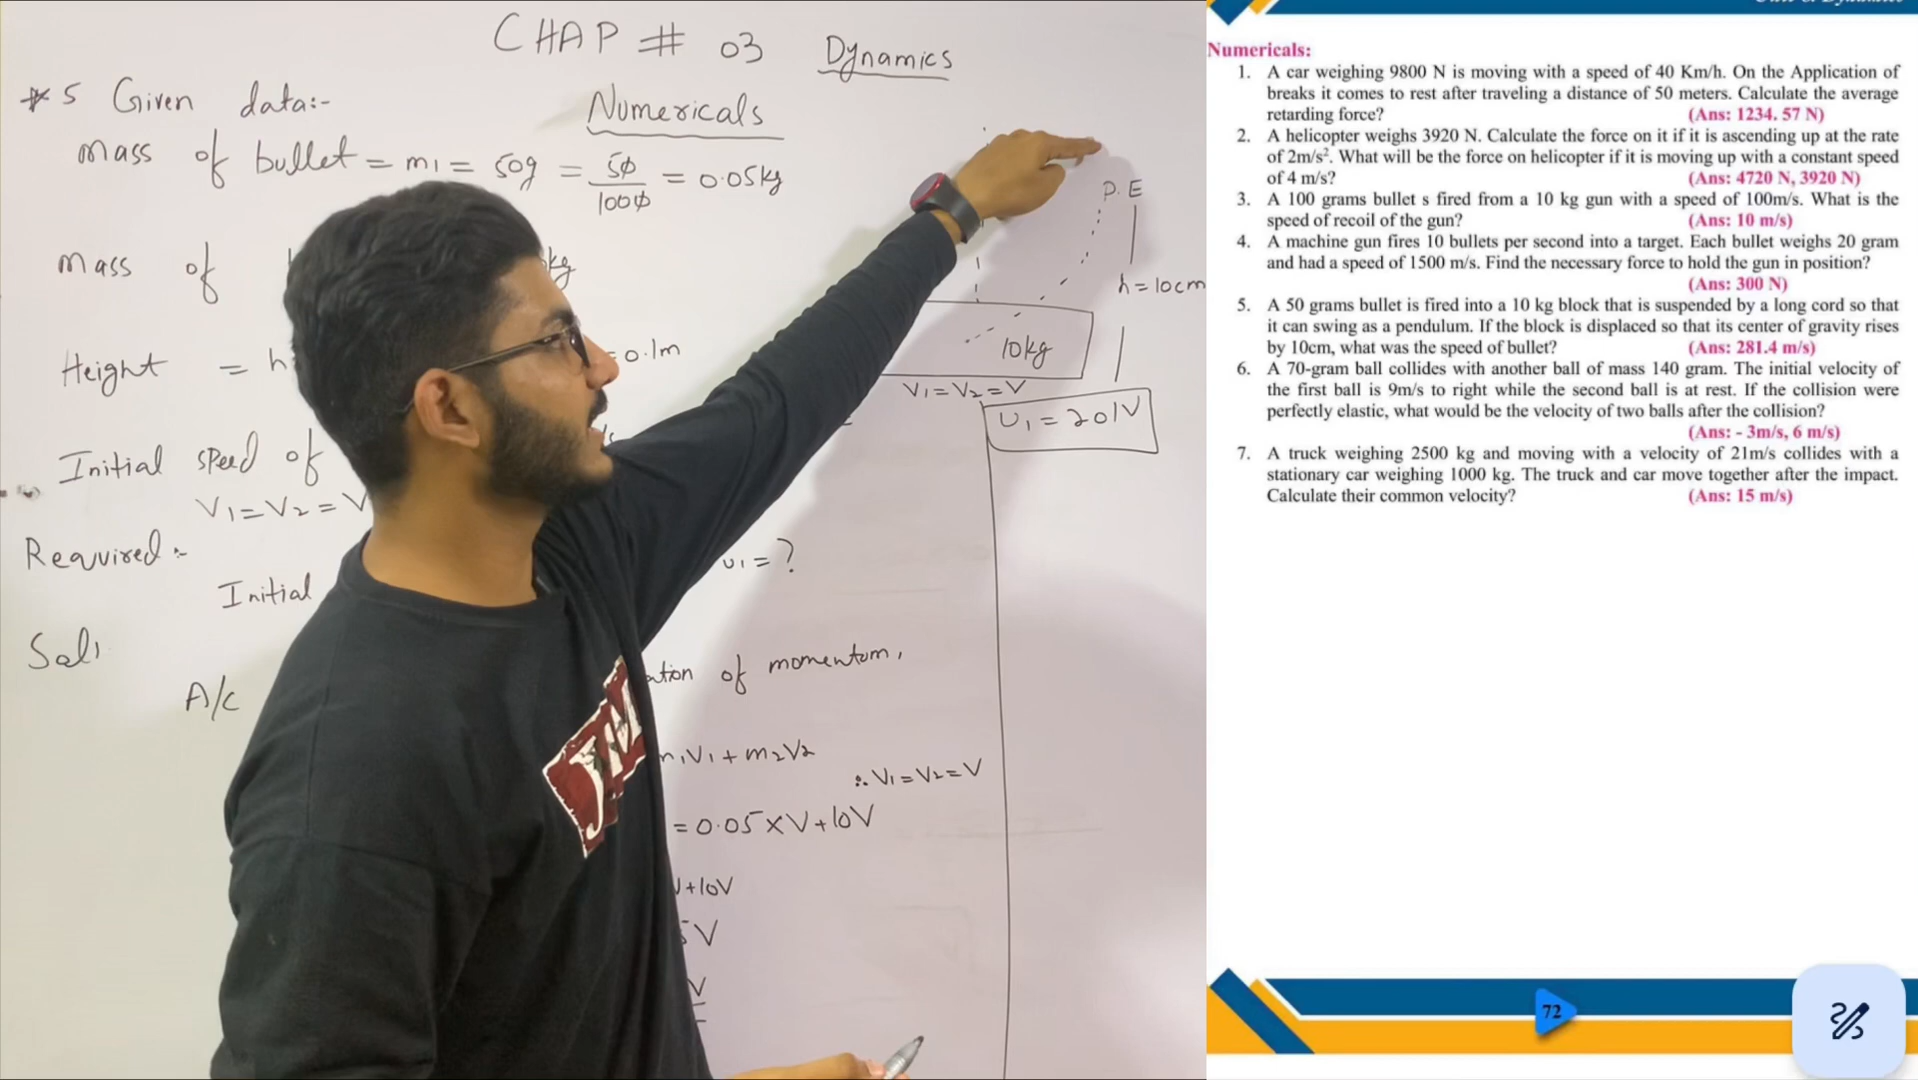 CHAP # 03 Dynamics
Numericals
* 5 Given data:-
Mass of bullet = m1 = 50g = 50/1000 = 0.05kg
Mass of kg
Height = h = 0.1m
Initial speed of
V1 = V2 = V
Required:-
Initial U1 = ?
Sol:
A/c ation of momentum,
m1V1 + m2V2
∴ V1 = V2 = V
= 0.05 x V + 10V
V + 10V
5V
V
P.E
h = 10cm
10kg
V1 = V2 = V
U1 = 201V
Numericals:
1. A car weighing 9800 N is moving with a speed of 40 Km/h. On the Application of
breaks it comes to rest after traveling a distance of 50 meters. Calculate the average
retarding force? (Ans: 1234. 57 N)
2. A helicopter weighs 3920 N. Calculate the force on it if it is ascending up at the rate
of 2m/s². What will be the force on helicopter if it is moving up with a constant speed
of 4 m/s? (Ans: 4720 N, 3920 N)
3. A 100 grams bullet s fired from a 10 kg gun with a speed of 100m/s. What is the
speed of recoil of the gun? (Ans: 10 m/s)
4. A machine gun fires 10 bullets per second into a target. Each bullet weighs 20 gram
and had a speed of 1500 m/s. Find the necessary force to hold the gun in position?
(Ans: 300 N)
5. A 50 grams bullet is fired into a 10 kg block that is suspended by a long cord so that
it can swing as a pendulum. If the block is displaced so that its center of gravity rises
by 10cm, what was the speed of bullet? (Ans: 281.4 m/s)
6. A 70-gram ball collides with another ball of mass 140 gram. The initial velocity of
the first ball is 9m/s to right while the second ball is at rest. If the collision were
perfectly elastic, what would be the velocity of two balls after the collision?
(Ans: - 3m/s, 6 m/s)
7. A truck weighing 2500 kg and moving with a velocity of 21m/s collides with a
stationary car weighing 1000 kg. The truck and car move together after the impact.
Calculate their common velocity? (Ans: 15 m/s)
72